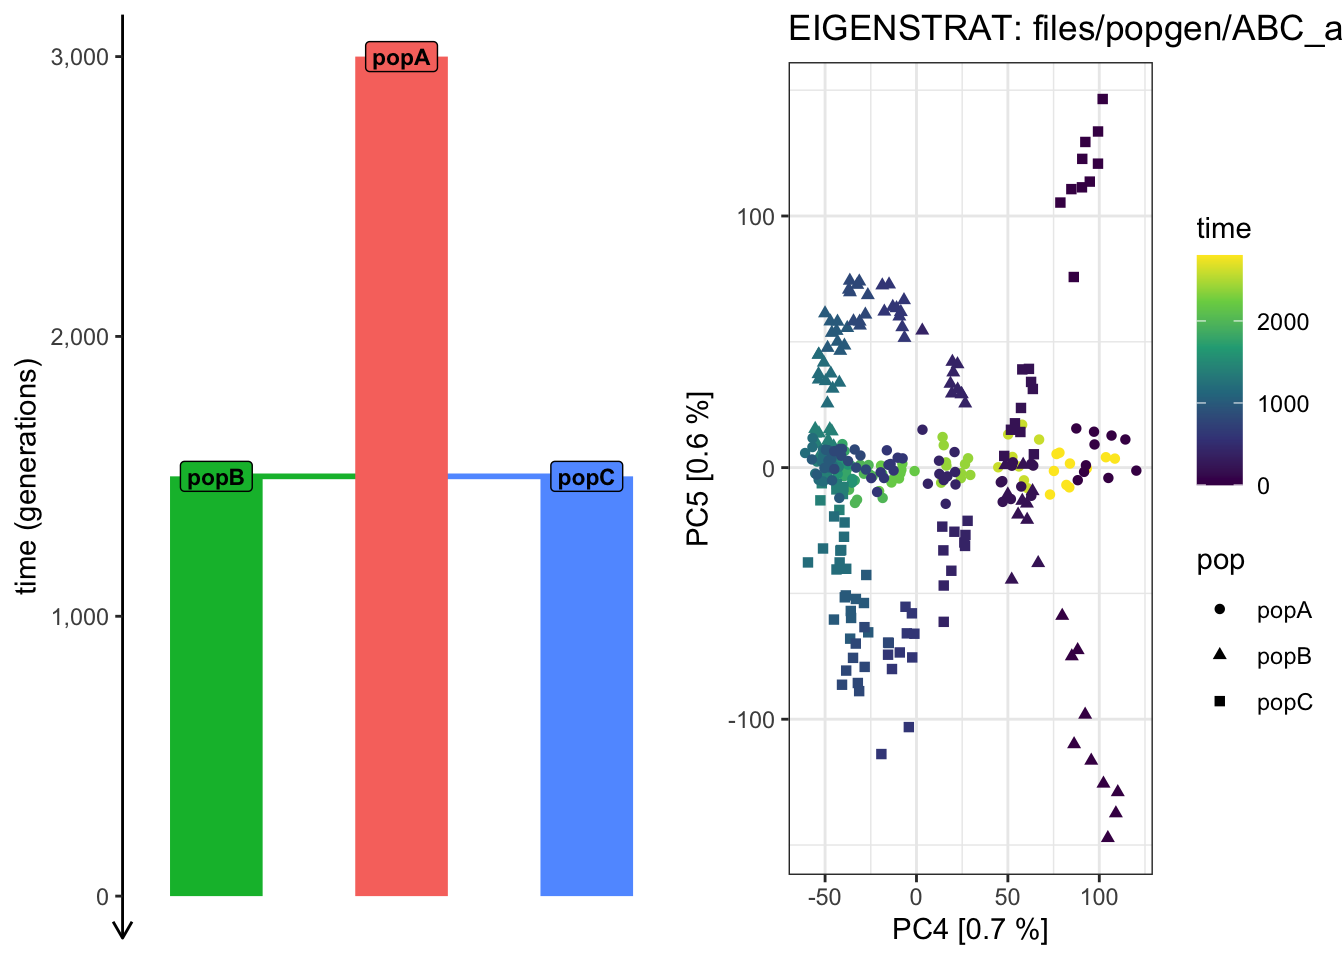 time (generations)
3,000
2,000
1,000
0
popA
popB
popC
EIGENSTRAT: files/popgen/ABC_a
PC5 [0.6 %]
100
0
-100
-50
0
50
100
PC4 [0.7 %]
time
2000
1000
0
pop
popA
popB
popC